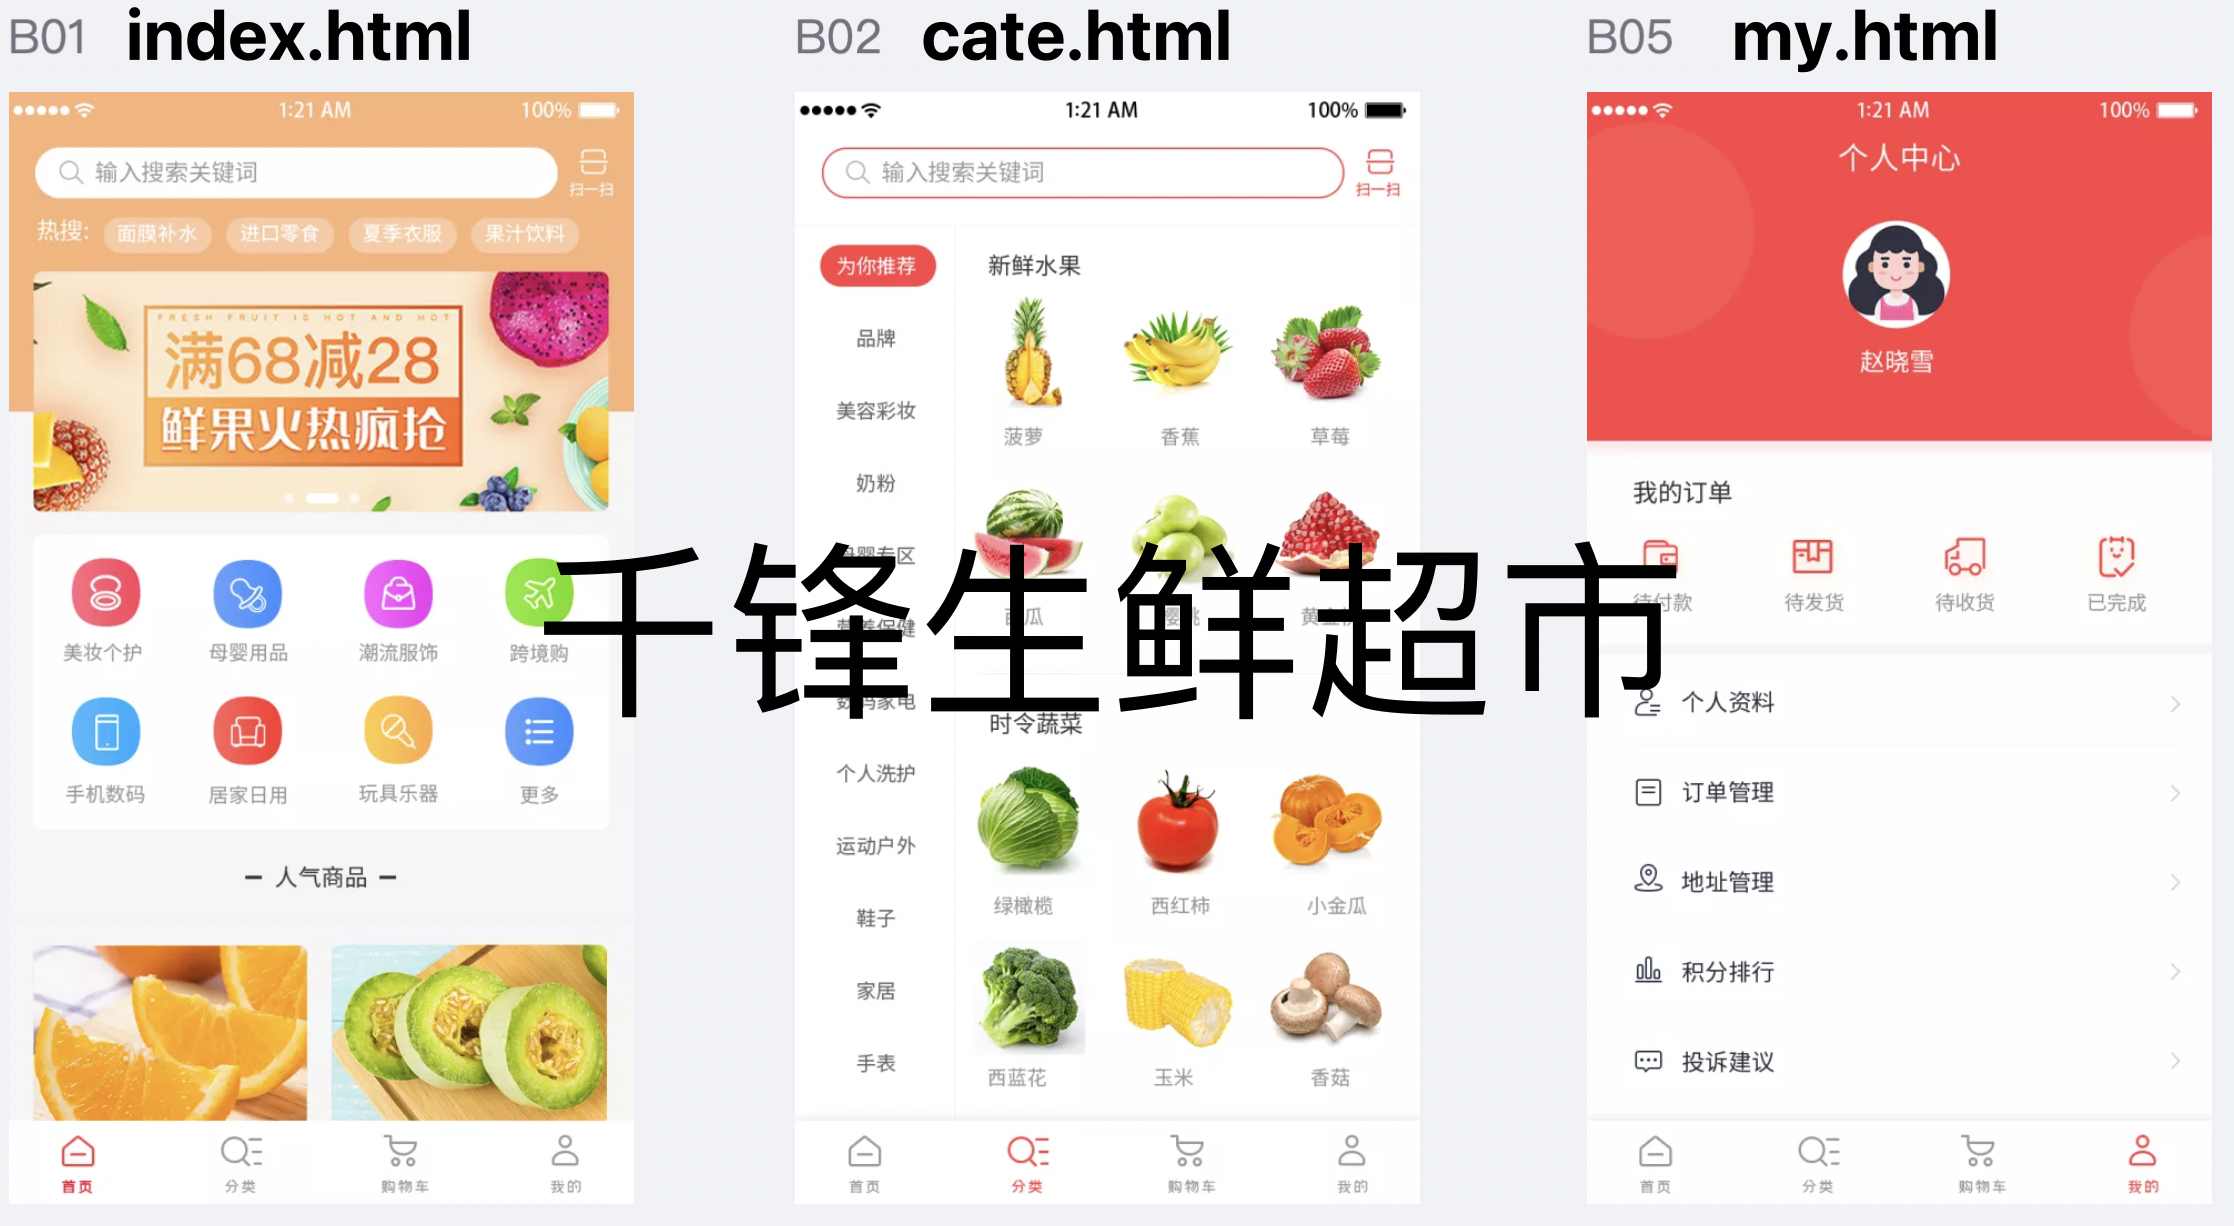 B01 index.html
1:21 AM 100%
输入搜索关键词
扫一扫
热搜: 面膜补水 进口零食 夏季衣服 果汁饮料
FRESH FRUIT IS HOT AND HOT
满68减28
鲜果火热疯抢
美妆个护 母婴用品 潮流服饰 跨境购
手机数码 居家日用 玩具乐器 更多
人气商品
首页 分类 购物车 我的
B02 cate.html
1:21 AM 100%
输入搜索关键词
扫一扫
为你推荐
品牌
美容彩妆
奶粉
母婴专区
营养保健
数码家电
个人洗护
运动户外
鞋子
家居
手表
新鲜水果
菠萝 香蕉 草莓
西瓜
时令蔬菜
绿橄榄 西红柿 小金瓜
西蓝花 玉米 香菇
首页 分类 购物车 我的
B05 my.html
1:21 AM 100%
个人中心
赵晓雪
我的订单
待付款 待发货 待收货 已完成
个人资料
订单管理
地址管理
积分排行
投诉建议
首页 分类 购物车 我的
千锋生鲜超市